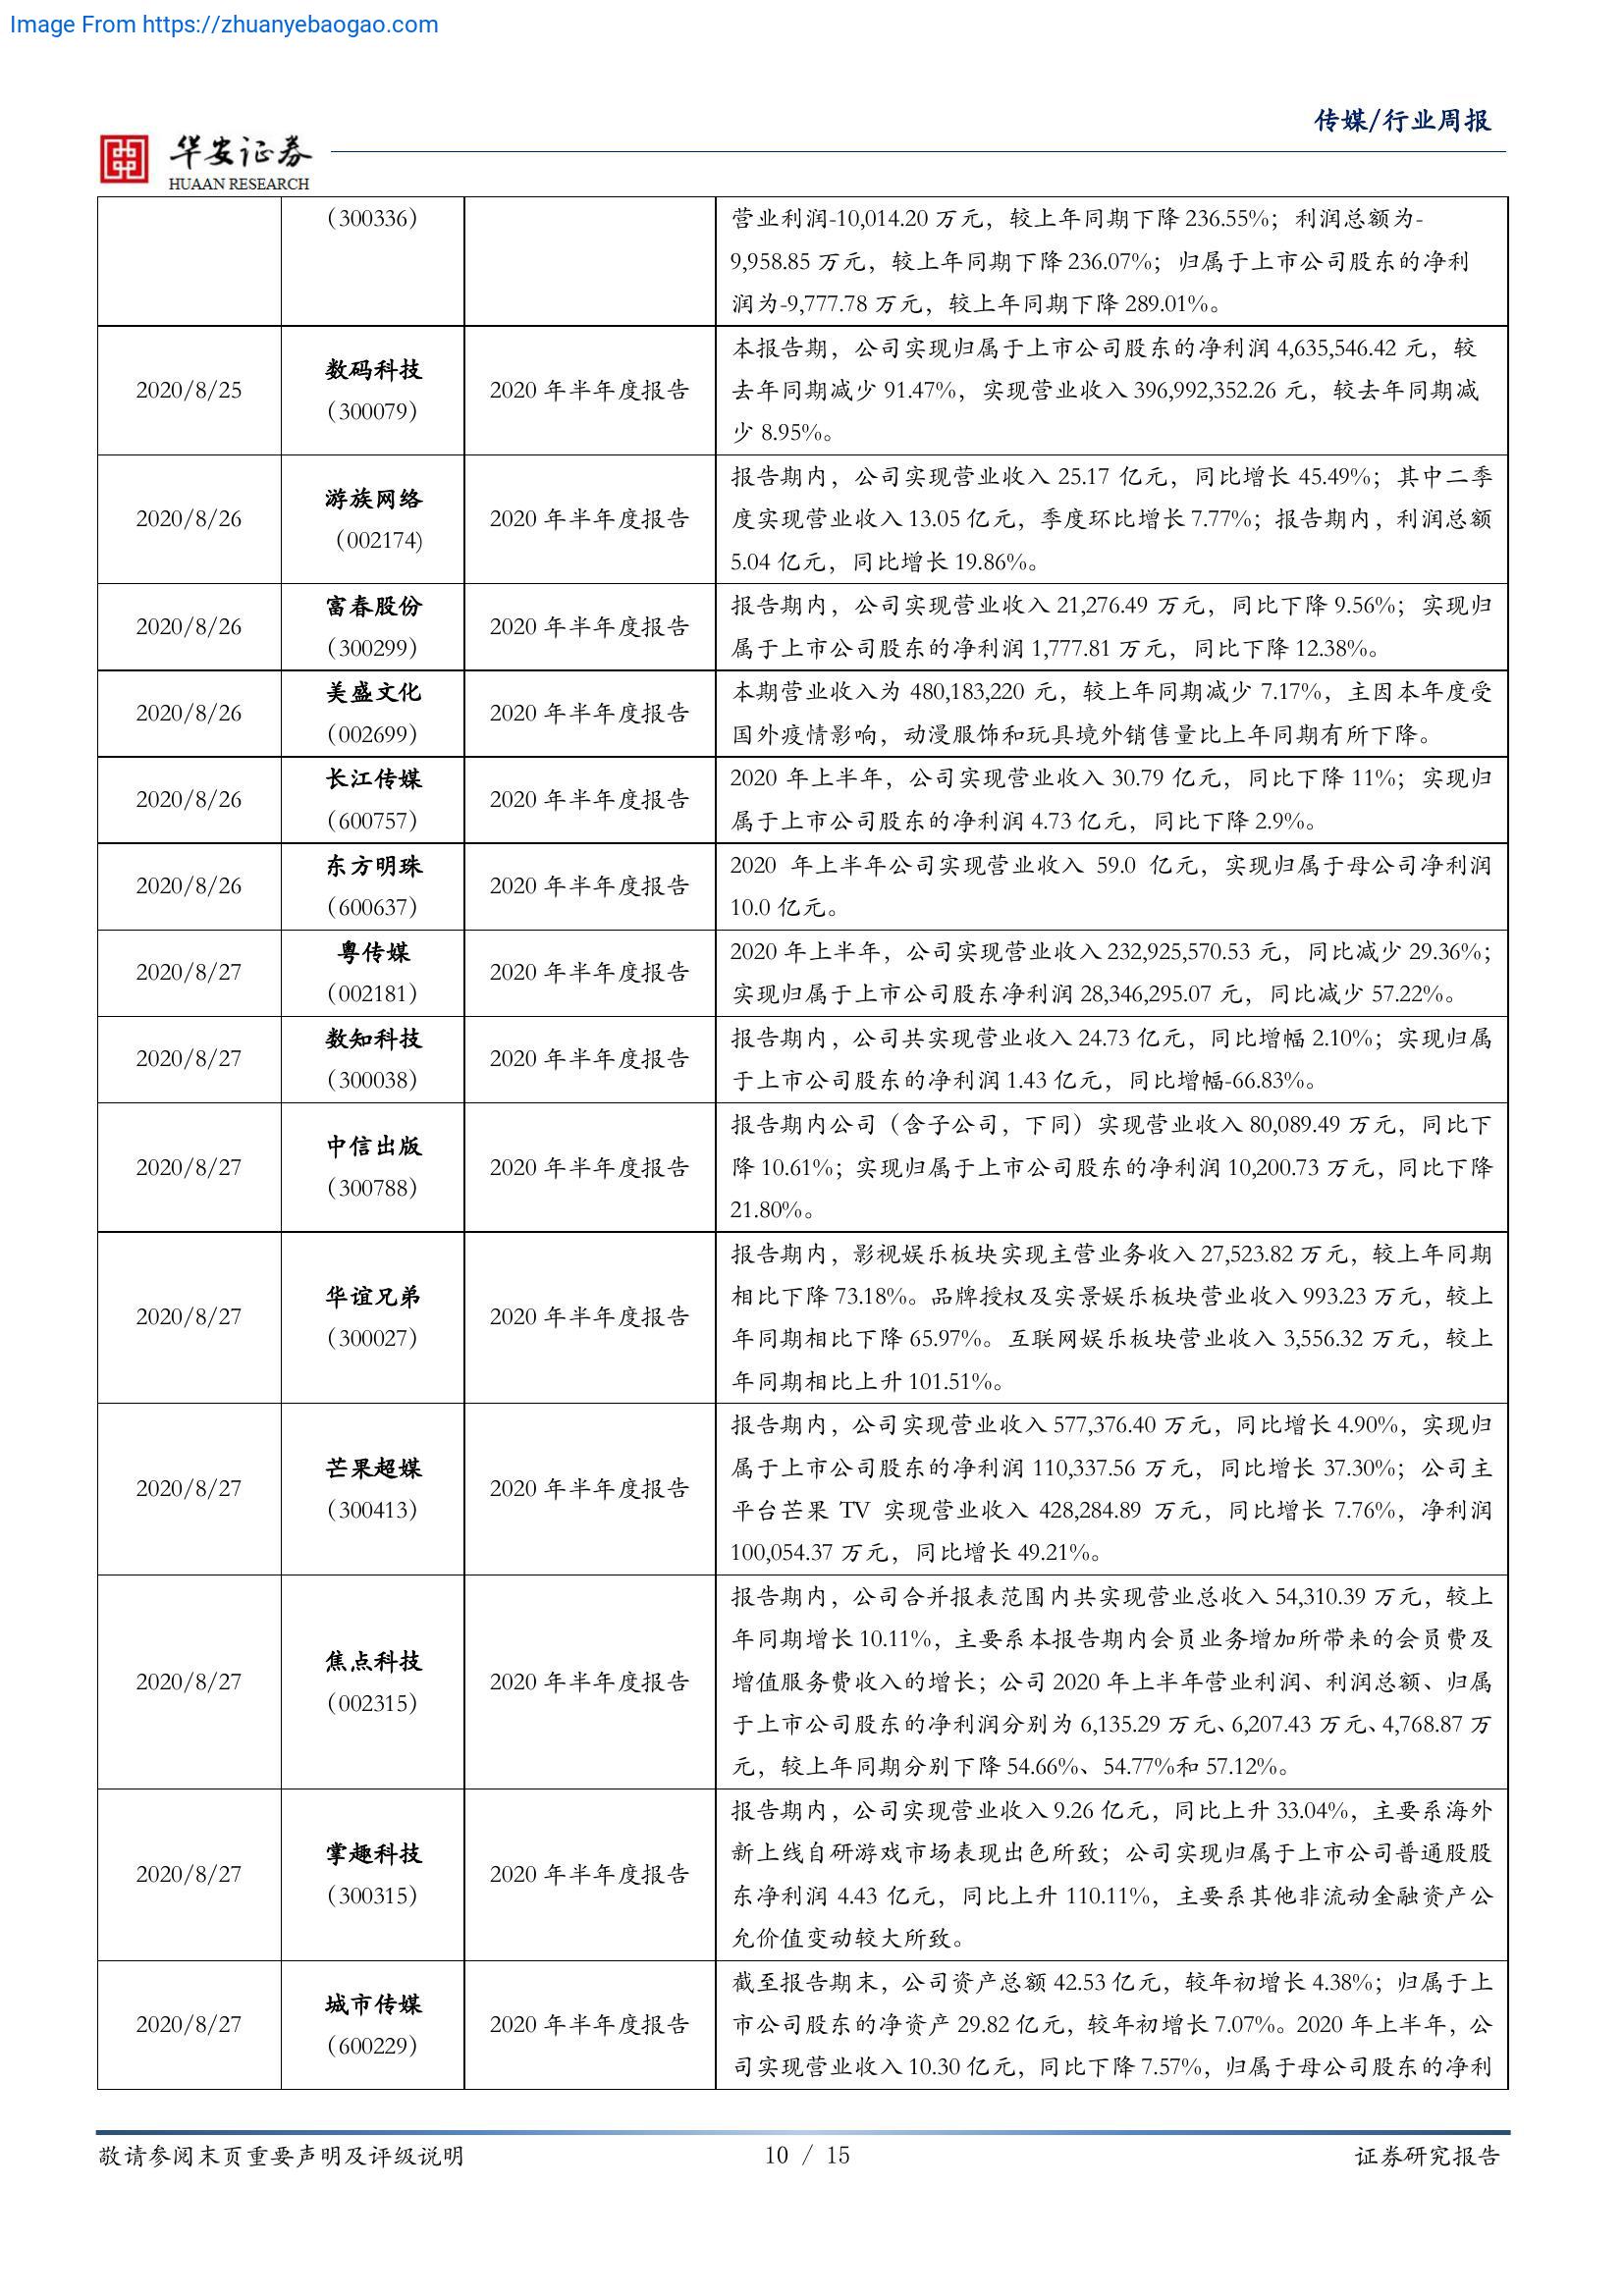 Image From https://zhuanyebaogao.com
传媒/行业周报
华安证券
HUAAN RESEARCH
（300336）
营业利润-10,014.20 万元，较上年同期下降 236.55%；利润总额为-
9,958.85 万元，较上年同期下降 236.07%；归属于上市公司股东的净利
润为-9,777.78 万元，较上年同期下降 289.01%。
2020/8/25
数码科技
（300079）
2020 年半年度报告
本报告期，公司实现归属于上市公司股东的净利润 4,635,546.42 元，较
去年同期减少 91.47%，实现营业收入 396,992,352.26 元，较去年同期减
少 8.95%。
2020/8/26
游族网络
（002174)
2020 年半年度报告
报告期内，公司实现营业收入 25.17 亿元，同比增长 45.49%；其中二季
度实现营业收入 13.05 亿元，季度环比增长 7.77%；报告期内，利润总额
5.04 亿元，同比增长 19.86%。
2020/8/26
富春股份
（300299）
2020 年半年度报告
报告期内，公司实现营业收入 21,276.49 万元，同比下降 9.56%；实现归
属于上市公司股东的净利润 1,777.81 万元，同比下降 12.38%。
2020/8/26
美盛文化
（002699）
2020 年半年度报告
本期营业收入为 480,183,220 元，较上年同期减少 7.17%，主因本年度受
国外疫情影响，动漫服饰和玩具境外销售量比上年同期有所下降。
2020/8/26
长江传媒
（600757）
2020 年半年度报告
2020 年上半年，公司实现营业收入 30.79 亿元，同比下降 11%；实现归
属于上市公司股东的净利润 4.73 亿元，同比下降 2.9%。
2020/8/26
东方明珠
（600637）
2020 年半年度报告
2020 年上半年公司实现营业收入 59.0 亿元，实现归属于母公司净利润
10.0 亿元。
2020/8/27
粤传媒
（002181）
2020 年半年度报告
2020 年上半年，公司实现营业收入 232,925,570.53 元，同比减少 29.36%；
实现归属于上市公司股东净利润 28,346,295.07 元，同比减少 57.22%。
2020/8/27
数知科技
（300038）
2020 年半年度报告
报告期内，公司共实现营业收入 24.73 亿元，同比增幅 2.10%；实现归属
于上市公司股东的净利润 1.43 亿元，同比增幅-66.83%。
2020/8/27
中信出版
（300788）
2020 年半年度报告
报告期内公司（含子公司，下同）实现营业收入 80,089.49 万元，同比下
降 10.61%；实现归属于上市公司股东的净利润 10,200.73 万元，同比下降
21.80%。
2020/8/27
华谊兄弟
（300027）
2020 年半年度报告
报告期内，影视娱乐板块实现主营业务收入 27,523.82 万元，较上年同期
相比下降 73.18%。品牌授权及实景娱乐板块营业收入 993.23 万元，较上
年同期相比下降 65.97%。互联网娱乐板块营业收入 3,556.32 万元，较上
年同期相比上升 101.51%。
2020/8/27
芒果超媒
（300413）
2020 年半年度报告
报告期内，公司实现营业收入 577,376.40 万元，同比增长 4.90%，实现归
属于上市公司股东的净利润 110,337.56 万元，同比增长 37.30%；公司主
平台芒果 TV 实现营业收入 428,284.89 万元，同比增长 7.76%，净利润
100,054.37 万元，同比增长 49.21%。
2020/8/27
焦点科技
（002315）
2020 年半年度报告
报告期内，公司合并报表范围内共实现营业总收入 54,310.39 万元，较上
年同期增长 10.11%，主要系本报告期内会员业务增加所带来的会员费及
增值服务费收入的增长；公司 2020 年上半年营业利润、利润总额、归属
于上市公司股东的净利润分别为 6,135.29 万元、6,207.43 万元、4,768.87 万
元，较上年同期分别下降 54.66%、54.77%和 57.12%。
2020/8/27
掌趣科技
（300315）
2020 年半年度报告
报告期内，公司实现营业收入 9.26 亿元，同比上升 33.04%，主要系海外
新上线自研游戏市场表现出色所致；公司实现归属于上市公司普通股股
东净利润 4.43 亿元，同比上升 110.11%，主要系其他非流动金融资产公
允价值变动较大所致。
2020/8/27
城市传媒
（600229）
2020 年半年度报告
截至报告期末，公司资产总额 42.53 亿元，较年初增长 4.38%；归属于上
市公司股东的净资产 29.82 亿元，较年初增长 7.07%。2020 年上半年，公
司实现营业收入 10.30 亿元，同比下降 7.57%，归属于母公司股东的净利
敬请参阅末页重要声明及评级说明
10 / 15
证券研究报告